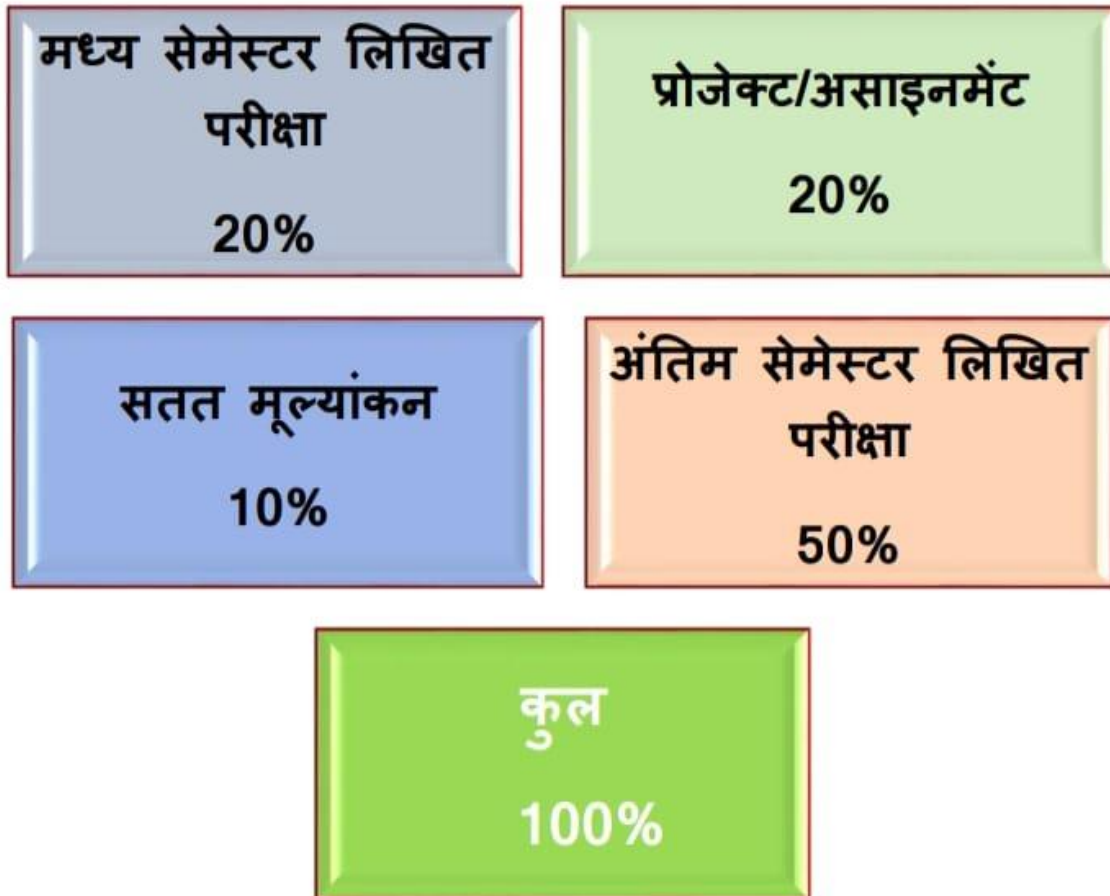 मध्य सेमेस्टर लिखित
परीक्षा
20%
प्रोजेक्ट/असाइनमेंट
20%
सतत मूल्यांकन
10%
अंतिम सेमेस्टर लिखित
परीक्षा
50%
कुल
100%